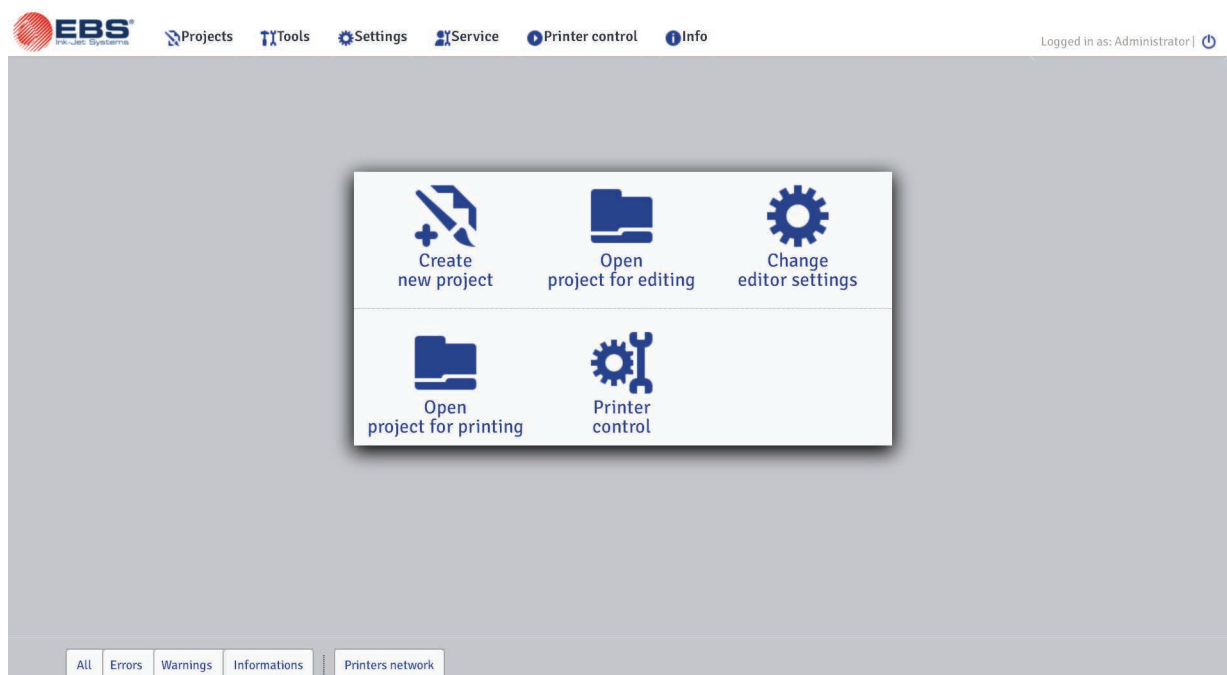 EBS®
Ink-Jet Systems
Projects Tools Settings Service Printer control Info
Logged in as: Administrator |
Create
new project
Open
project for editing
Change
editor settings
Open
project for printing
Printer
control
All Errors Warnings Informations Printers network